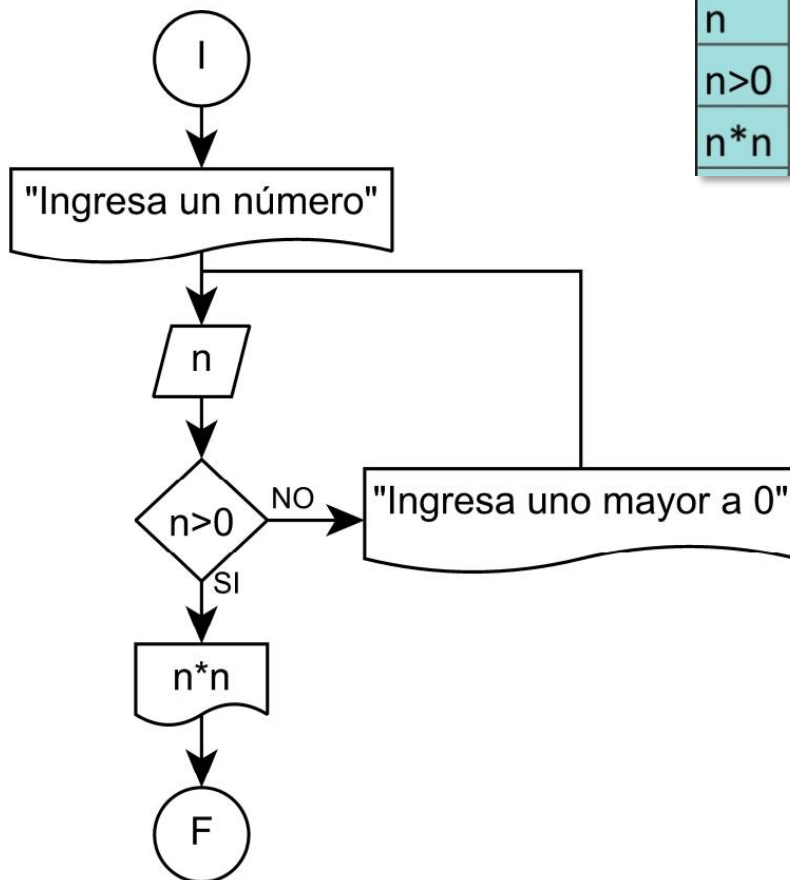 I
"Ingresa un número"
n
n>0
NO
"Ingresa uno mayor a 0"
SI
n*n
F
n
n>0
n*n